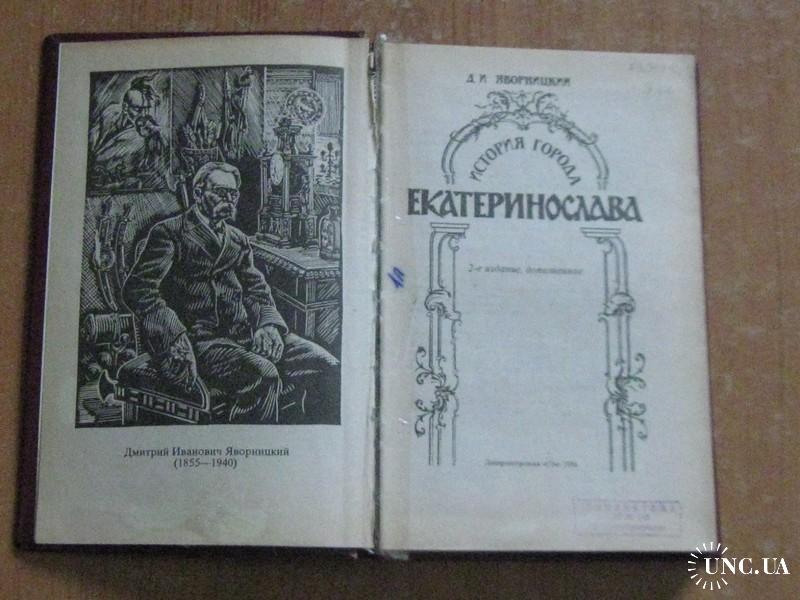 Дмитрий Иванович Яворницкий
(1855—1940)
Д. И. ЯВОРНИЦКИЙ
ИСТОРИЯ ГОРОДА
ЕКАТЕРИНОСЛАВА
2-е издание, дополненное
UNC.UA